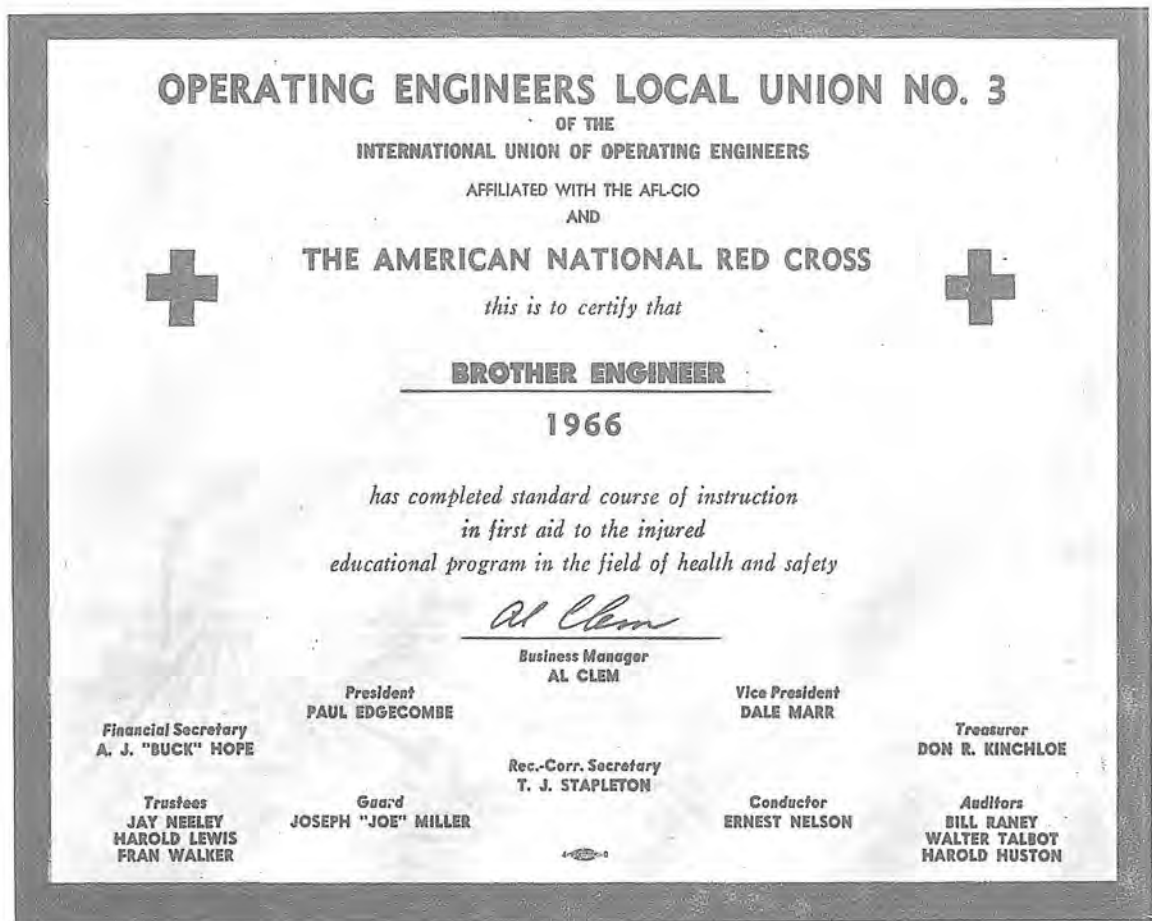 OPERATING ENGINEERS LOCAL UNION NO. 3
OF THE
INTERNATIONAL UNION OF OPERATING ENGINEERS
AFFILIATED WITH THE AFL-CIO
AND
THE AMERICAN NATIONAL RED CROSS
this is to certify that
BROTHER ENGINEER
1966
has completed standard course of instruction
in first aid to the injured
educational program in the field of health and safety
Al Clem
Business Manager
AL CLEM
President
PAUL EDGECOMBE
Vice President
DALE MARR
Financial Secretary
A. J. "BUCK" HOPE
Treasurer
DON R. KINCHLOE
Rec.-Corr. Secretary
T. J. STAPLETON
Trustees
JAY NEELEY
HAROLD LEWIS
FRAN WALKER
Guard
JOSEPH "JOE" MILLER
Conductor
ERNEST NELSON
Auditors
BILL RANEY
WALTER TALBOT
HAROLD HUSTON